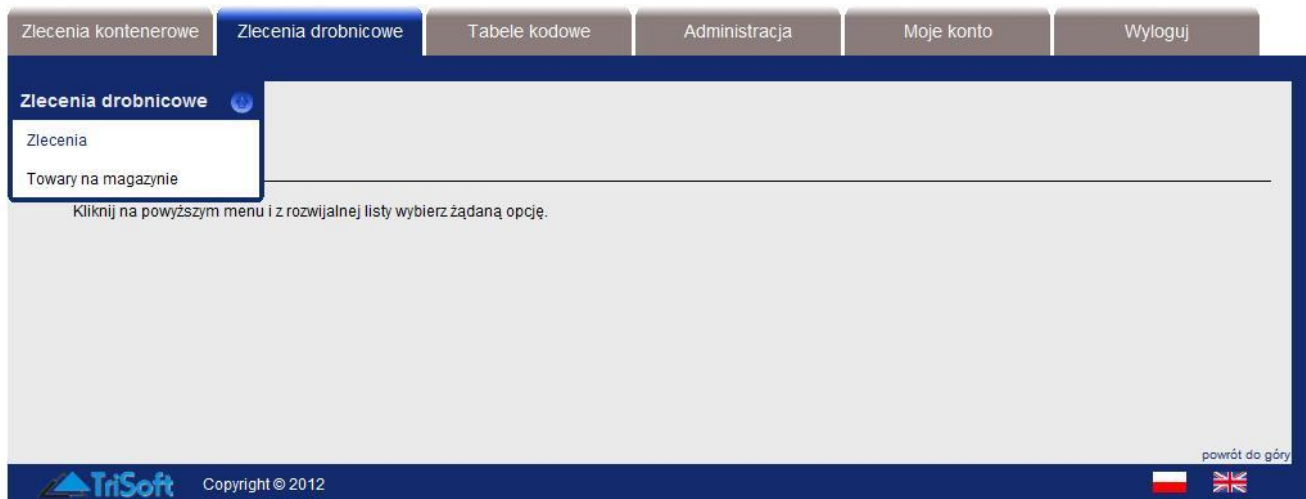 Zlecenia kontenerowe Zlecenia drobnicowe Tabele kodowe Administracja Moje konto Wyloguj
Zlecenia drobnicowe
Zlecenia
Towary na magazynie
Kliknij na powyższym menu i z rozwijalnej listy wybierz żądaną opcję.
powrót do góry
TriSoft Copyright © 2012